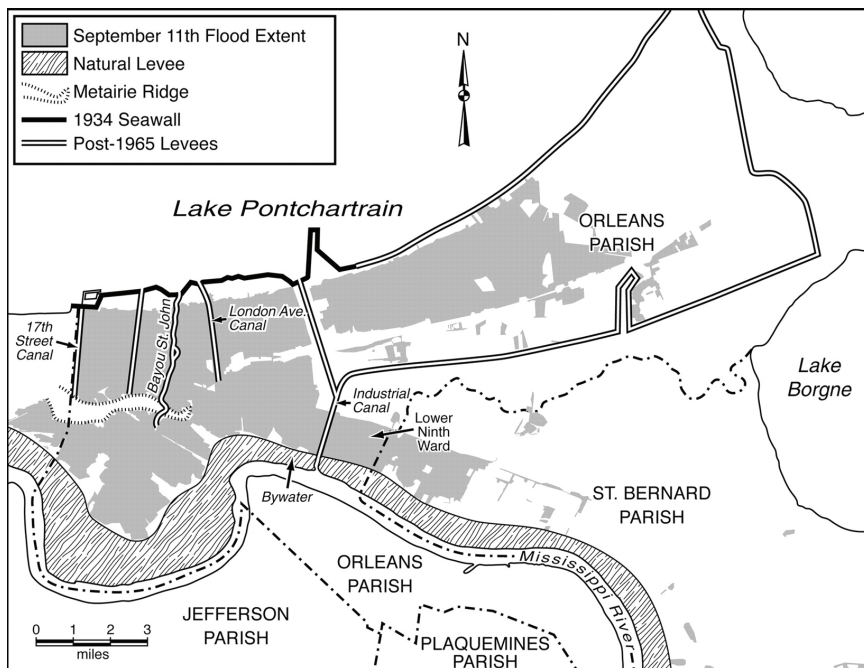 September 11th Flood Extent
Natural Levee
Metairie Ridge
1934 Seawall
Post-1965 Levees
N
Lake Pontchartrain
ORLEANS
PARISH
17th
Street
Canal
Bayou St. John
London Ave.
Canal
Industrial
Canal
Lower
Ninth
Ward
Lake
Borgne
Bywater
ST. BERNARD
PARISH
Mississippi River
ORLEANS
PARISH
JEFFERSON
PARISH
PLAQUEMINES
PARISH
0 1 2 3
miles